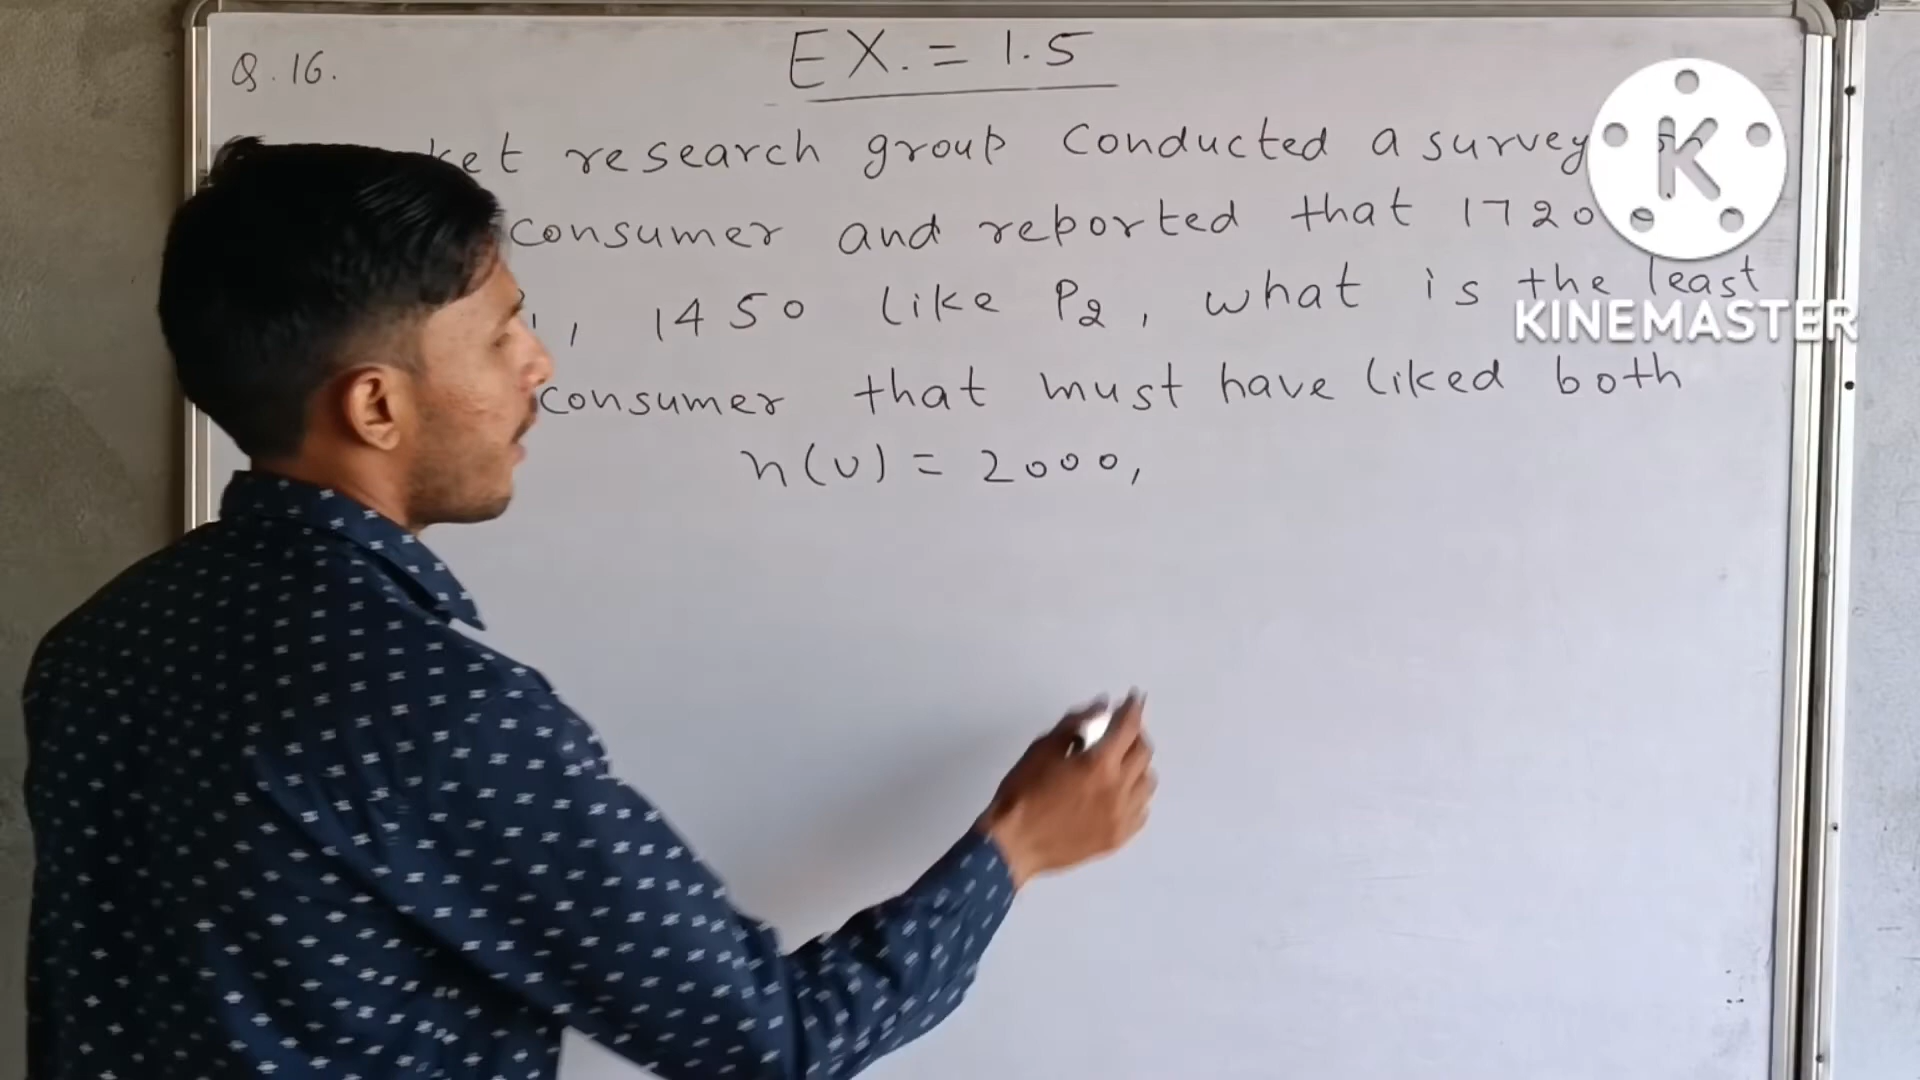 Q.16.
EX. = 1.5
research group conducted a survey
consumer and reported that 1720
, 1450 like P2, what is the least
consumer that must have liked both
n(U) = 2000,
K
KINEMASTER